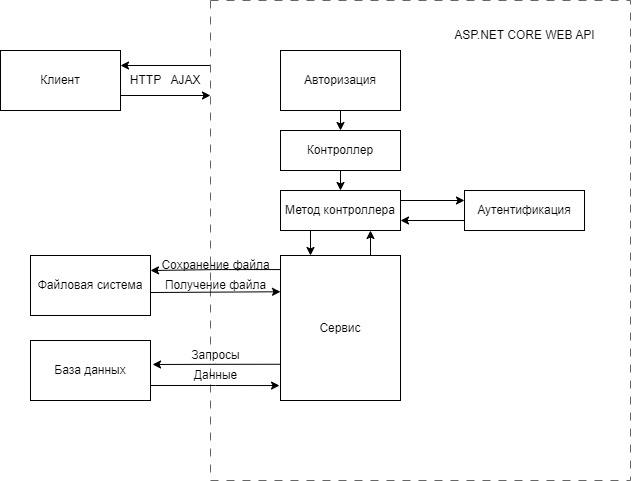 ASP.NET CORE WEB API
Клиент
HTTP AJAX
Авторизация
Контроллер
Метод контроллера
Аутентификация
Файловая система
Сохранение файла
Получение файла
Сервис
База данных
Запросы
Данные